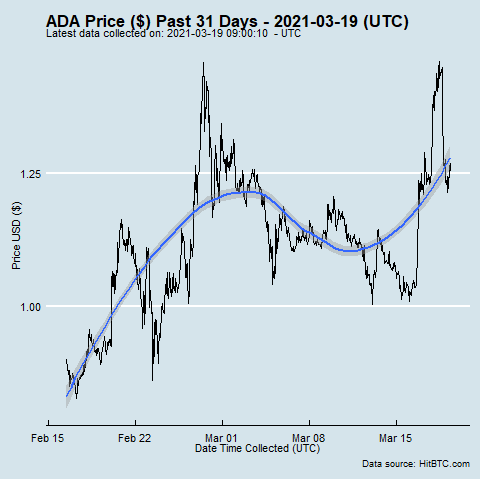 ADA Price ($) Past 31 Days - 2021-03-19 (UTC)
Latest data collected on: 2021-03-19 09:00:10  - UTC
1.25
Price USD ($)
1.00
Feb 15
Feb 22
Mar 01
Mar 08
Mar 15
Date Time Collected (UTC)
Data source: HitBTC.com